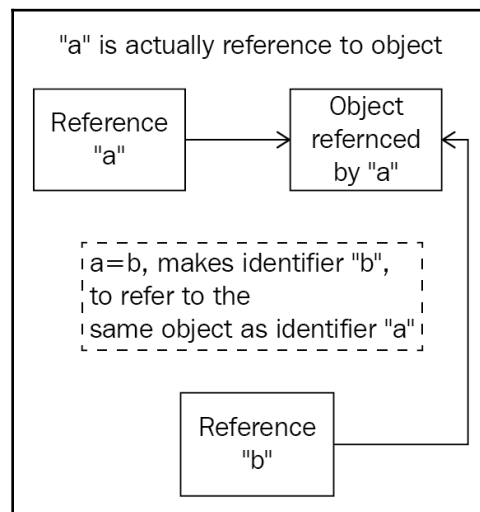 "a" is actually reference to object
Reference
"a"
Object
refernced
by "a"
a=b, makes identifier "b",
to refer to the
same object as identifier "a"
Reference
"b"